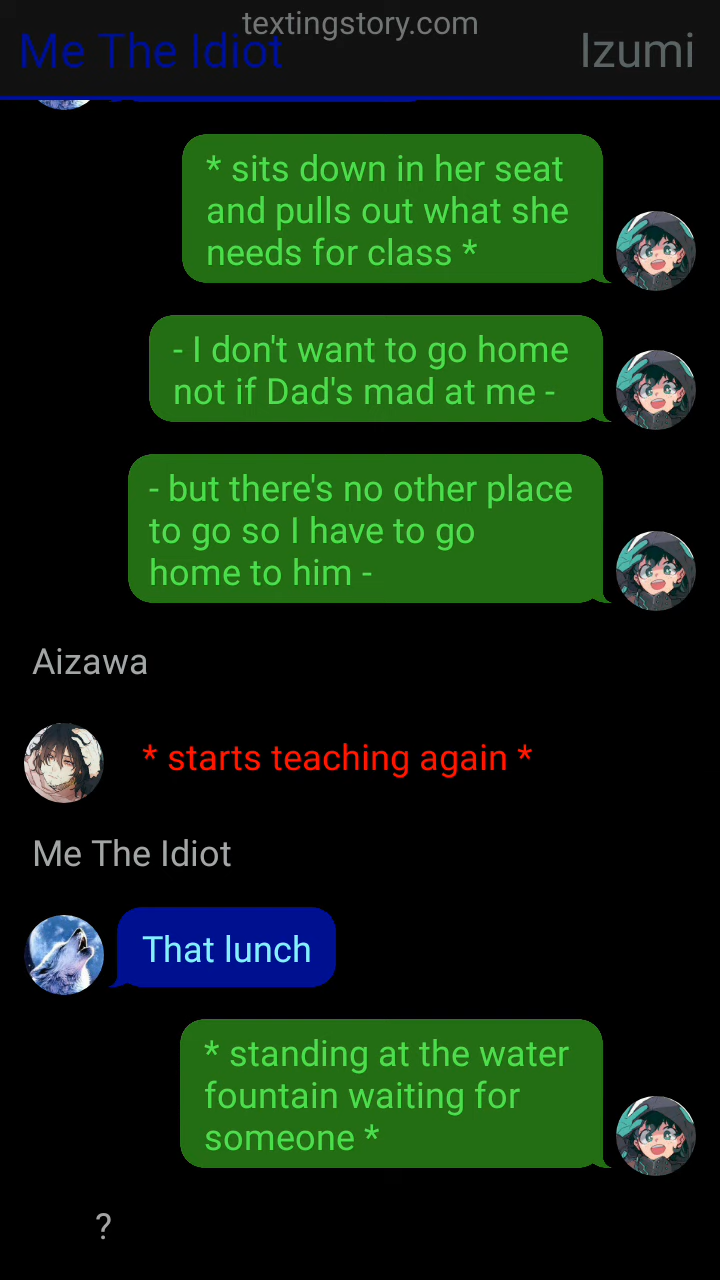 textingstory.com
Me The Idiot
Izumi
* sits down in her seat
and pulls out what she
needs for class *
- I don't want to go home
not if Dad's mad at me -
- but there's no other place
to go so I have to go
home to him -
Aizawa
* starts teaching again *
Me The Idiot
That lunch
* standing at the water
fountain waiting for
someone *
?